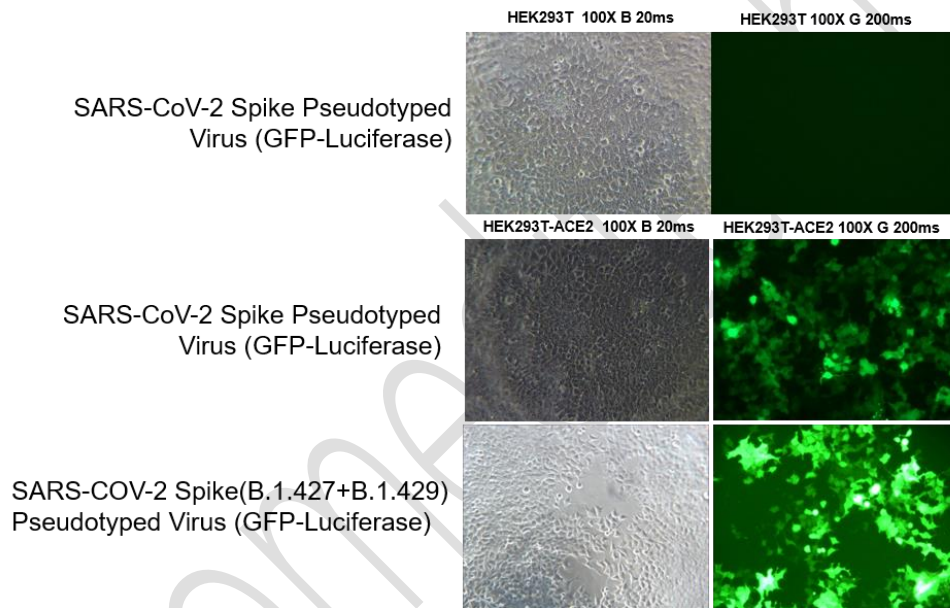 HEK293T 100X B 20ms
HEK293T 100X G 200ms
SARS-CoV-2 Spike Pseudotyped
Virus (GFP-Luciferase)
HEK293T-ACE2 100X B 20ms
HEK293T-ACE2 100X G 200ms
SARS-CoV-2 Spike Pseudotyped
Virus (GFP-Luciferase)
SARS-COV-2 Spike(B.1.427+B.1.429)
Pseudotyped Virus (GFP-Luciferase)